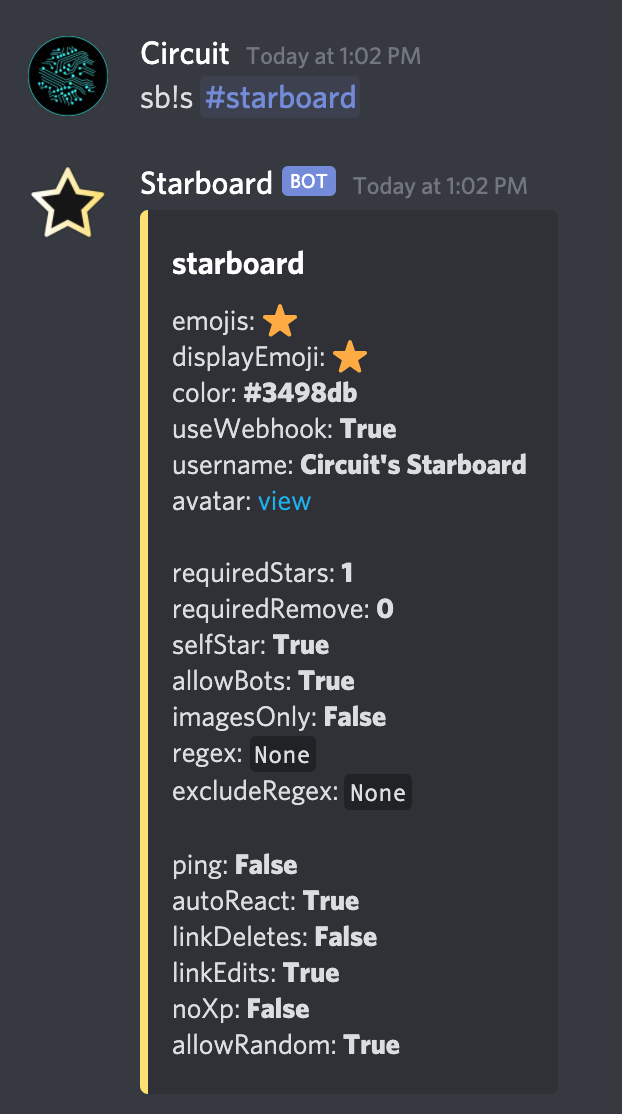 Circuit Today at 1:02 PM
sb!s #starboard
Starboard BOT Today at 1:02 PM
starboard
emojis: ⭐
displayEmoji: ⭐
color: #3498db
useWebhook: True
username: Circuit's Starboard
avatar: view
requiredStars: 1
requiredRemove: 0
selfStar: True
allowBots: True
imagesOnly: False
regex: None
excludeRegex: None
ping: False
autoReact: True
linkDeletes: False
linkEdits: True
noXp: False
allowRandom: True